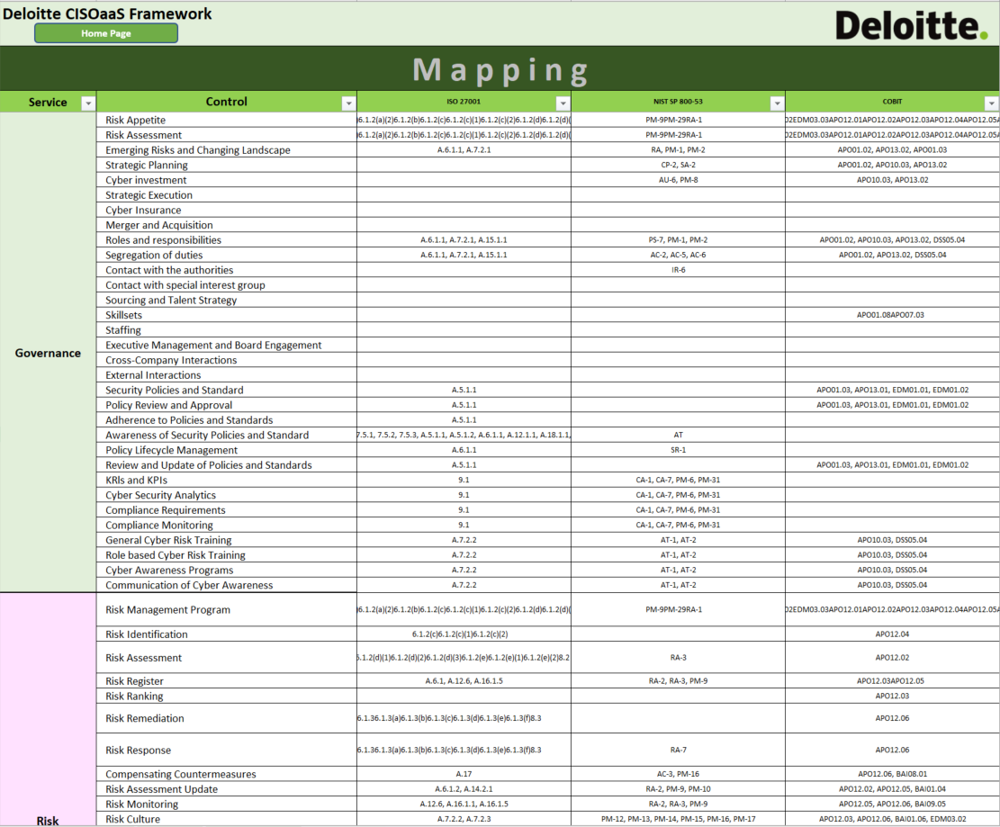 Deloitte CISOaaS Framework
Home Page
Deloitte.
Mapping
Service Control ISO 27001 NIST SP 800-53 COBIT
Governance
Risk Appetite )6.1.2(a)(2)6.1.2(b)6.1.2(c)6.1.2(c)(1)6.1.2(c)(2)6.1.2(d)6.1.2(d)( PM-9PM-29RA-1 02EDM03.03APO12.01APO12.02APO12.03APO12.04APO12.05A
Risk Assessment )6.1.2(a)(2)6.1.2(b)6.1.2(c)6.1.2(c)(1)6.1.2(c)(2)6.1.2(d)6.1.2(d)( PM-9PM-29RA-1 02EDM03.03APO12.01APO12.02APO12.03APO12.04APO12.05A
Emerging Risks and Changing Landscape A.6.1.1, A.7.2.1 RA, PM-1, PM-2 APO01.02, APO13.02, APO01.03
Strategic Planning CP-2, SA-2 APO01.02, APO10.03, APO13.02
Cyber investment AU-6, PM-8 APO10.03, APO13.02
Strategic Execution
Cyber Insurance
Merger and Acquisition
Roles and responsibilities A.6.1.1, A.7.2.1, A.15.1.1 PS-7, PM-1, PM-2 APO01.02, APO10.03, APO13.02, DSS05.04
Segregation of duties A.6.1.1, A.7.2.1, A.15.1.1 AC-2, AC-5, AC-6 APO01.02, APO13.02, DSS05.04
Contact with the authorities IR-6
Contact with special interest group
Sourcing and Talent Strategy
Skillsets APO01.08APO07.03
Staffing
Executive Management and Board Engagement
Cross-Company Interactions
External Interactions
Security Policies and Standard A.5.1.1 APO01.03, APO13.01, EDM01.01, EDM01.02
Policy Review and Approval A.5.1.1 APO01.03, APO13.01, EDM01.01, EDM01.02
Adherence to Policies and Standards A.5.1.1
Awareness of Security Policies and Standard 7.5.1, 7.5.2, 7.5.3, A.5.1.1, A.5.1.2, A.6.1.1, A.12.1.1, A.18.1.1, AT
Policy Lifecycle Management A.6.1.1 SR-1
Review and Update of Policies and Standards A.5.1.1 APO01.03, APO13.01, EDM01.01, EDM01.02
KRIs and KPIs 9.1 CA-1, CA-7, PM-6, PM-31
Cyber Security Analytics 9.1 CA-1, CA-7, PM-6, PM-31
Compliance Requirements 9.1 CA-1, CA-7, PM-6, PM-31
Compliance Monitoring 9.1 CA-1, CA-7, PM-6, PM-31
General Cyber Risk Training A.7.2.2 AT-1, AT-2 APO10.03, DSS05.04
Role based Cyber Risk Training A.7.2.2 AT-1, AT-2 APO10.03, DSS05.04
Cyber Awareness Programs A.7.2.2 AT-1, AT-2 APO10.03, DSS05.04
Communication of Cyber Awareness A.7.2.2 AT-1, AT-2 APO10.03, DSS05.04
Risk
Risk Management Program )6.1.2(a)(2)6.1.2(b)6.1.2(c)6.1.2(c)(1)6.1.2(c)(2)6.1.2(d)6.1.2(d)( PM-9PM-29RA-1 02EDM03.03APO12.01APO12.02APO12.03APO12.04APO12.05A
Risk Identification 6.1.2(c)6.1.2(c)(1)6.1.2(c)(2) APO12.04
Risk Assessment 6.1.2(d)(1)6.1.2(d)(2)6.1.2(d)(3)6.1.2(e)6.1.2(e)(1)6.1.2(e)(2)8.2 RA-3 APO12.02
Risk Register A.6.1, A.12.6, A.16.1.5 RA-2, RA-3, PM-9 APO12.03APO12.05
Risk Ranking APO12.03
Risk Remediation 6.1.36.1.3(a)6.1.3(b)6.1.3(c)6.1.3(d)6.1.3(e)6.1.3(f)8.3 APO12.06
Risk Response 6.1.36.1.3(a)6.1.3(b)6.1.3(c)6.1.3(d)6.1.3(e)6.1.3(f)8.3 RA-7 APO12.06
Compensating Countermeasures A.17 AC-3, PM-16 APO12.06, BAI08.01
Risk Assessment Update A.6.1.2, A.14.2.1 RA-2, PM-9, PM-10 APO12.02, APO12.05, BAI01.04
Risk Monitoring A.12.6, A.16.1.1, A.16.1.5 RA-2, RA-3, PM-9 APO12.05, APO12.06, BAI09.05
Risk Culture A.7.2.2, A.7.2.3 PM-12, PM-13, PM-14, PM-15, PM-16, PM-17 APO12.03, APO12.06, BAI01.06, EDM03.02